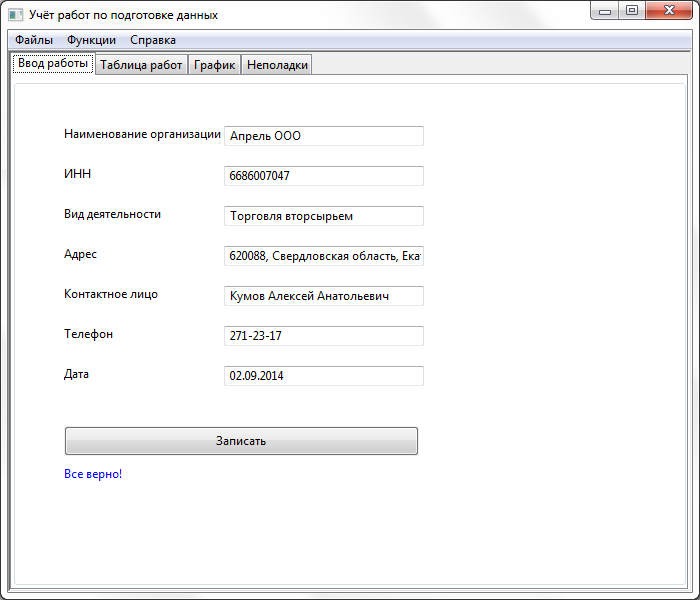 Учёт работ по подготовке данных
Файлы Функции Справка
Ввод работы Таблица работ График Неполадки
Наименование организации Апрель ООО
ИНН 6686007047
Вид деятельности Торговля вторсырьем
Адрес 620088, Свердловская область, Ека
Контактное лицо Кумов Алексей Анатольевич
Телефон 271-23-17
Дата 02.09.2014
Записать
Все верно!